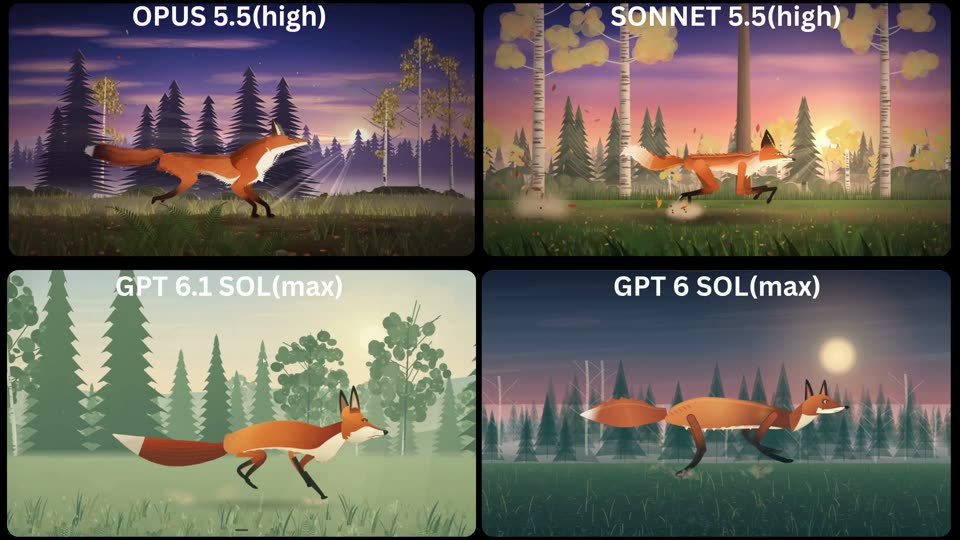 OPUS 5.5(high)
SONNET 5.5(high)
GPT 6.1 SOL(max)
GPT 6 SOL(max)